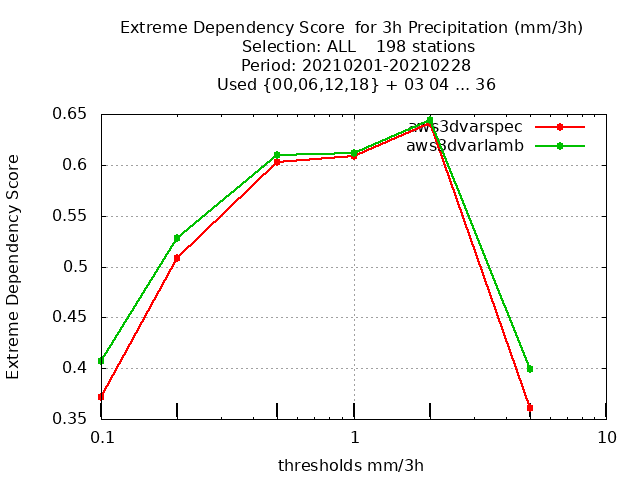 Extreme Dependency Score  for 3h Precipitation (mm/3h)
Selection: ALL    198 stations
Period: 20210201-20210228
Used {00,06,12,18} + 03 04 ... 36
aws3dvarspec
aws3dvarlamb
Extreme Dependency Score
0.65
0.6
0.55
0.5
0.45
0.4
0.35
0.1
1
10
thresholds mm/3h